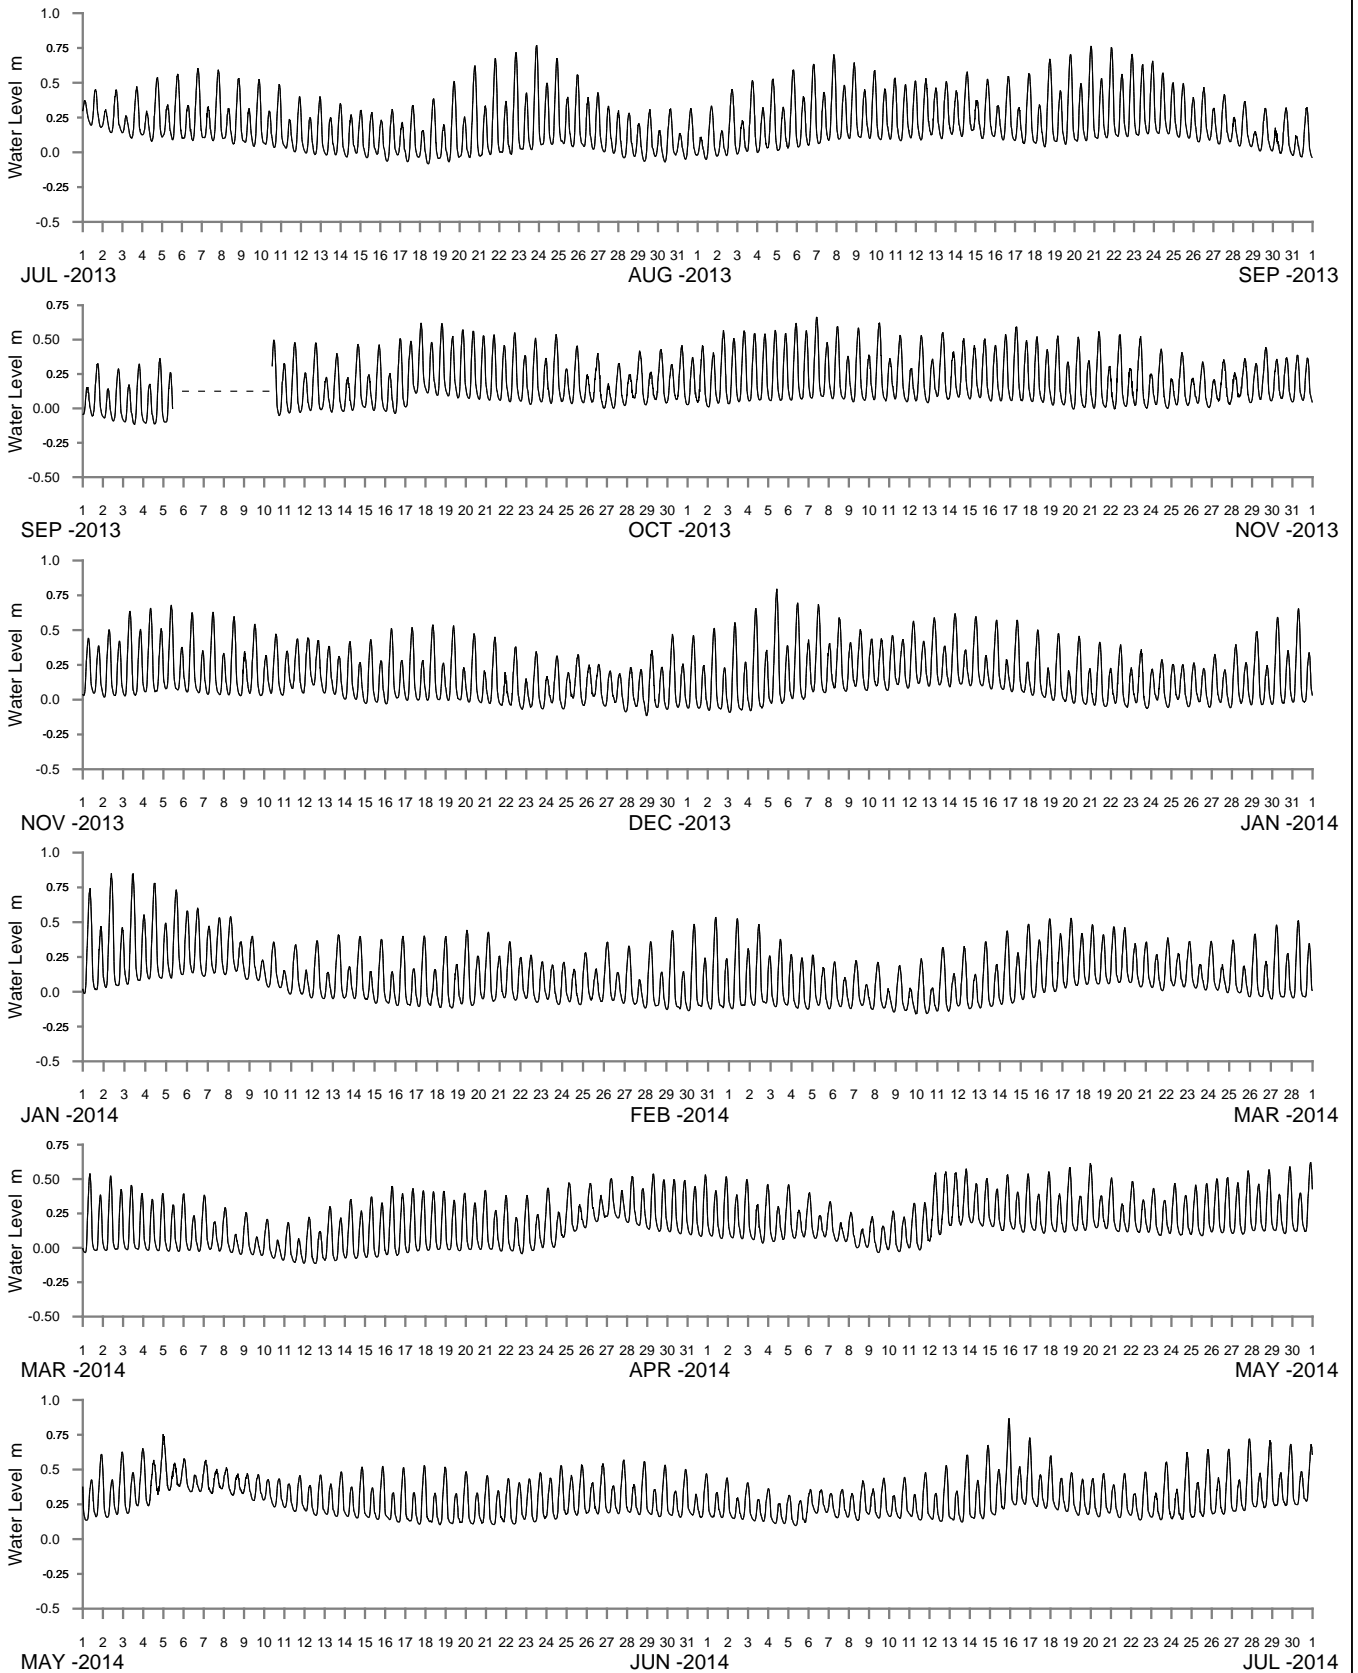 1.0
0.75
0.5
0.25
0.0
-0.25
-0.5
Water Level m
1 2 3 4 5 6 7 8 9 10 11 12 13 14 15 16 17 18 19 20 21 22 23 24 25 26 27 28 29 30 31 1 2 3 4 5 6 7 8 9 10 11 12 13 14 15 16 17 18 19 20 21 22 23 24 25 26 27 28 29 30 31 1
JUL -2013 AUG -2013 SEP -2013
0.75
0.50
0.25
0.00
-0.25
-0.50
Water Level m
1 2 3 4 5 6 7 8 9 10 11 12 13 14 15 16 17 18 19 20 21 22 23 24 25 26 27 28 29 30 1 2 3 4 5 6 7 8 9 10 11 12 13 14 15 16 17 18 19 20 21 22 23 24 25 26 27 28 29 30 31 1
SEP -2013 OCT -2013 NOV -2013
1.0
0.75
0.5
0.25
0.0
-0.25
-0.5
Water Level m
1 2 3 4 5 6 7 8 9 10 11 12 13 14 15 16 17 18 19 20 21 22 23 24 25 26 27 28 29 30 1 2 3 4 5 6 7 8 9 10 11 12 13 14 15 16 17 18 19 20 21 22 23 24 25 26 27 28 29 30 31 1
NOV -2013 DEC -2013 JAN -2014
1.0
0.75
0.5
0.25
0.0
-0.25
-0.5
Water Level m
1 2 3 4 5 6 7 8 9 10 11 12 13 14 15 16 17 18 19 20 21 22 23 24 25 26 27 28 29 30 31 1 2 3 4 5 6 7 8 9 10 11 12 13 14 15 16 17 18 19 20 21 22 23 24 25 26 27 28 1
JAN -2014 FEB -2014 MAR -2014
0.75
0.50
0.25
0.00
-0.25
-0.50
Water Level m
1 2 3 4 5 6 7 8 9 10 11 12 13 14 15 16 17 18 19 20 21 22 23 24 25 26 27 28 29 30 31 1 2 3 4 5 6 7 8 9 10 11 12 13 14 15 16 17 18 19 20 21 22 23 24 25 26 27 28 29 30 1
MAR -2014 APR -2014 MAY -2014
1.0
0.75
0.5
0.25
0.0
-0.25
-0.5
Water Level m
1 2 3 4 5 6 7 8 9 10 11 12 13 14 15 16 17 18 19 20 21 22 23 24 25 26 27 28 29 30 31 1 2 3 4 5 6 7 8 9 10 11 12 13 14 15 16 17 18 19 20 21 22 23 24 25 26 27 28 29 30 1
MAY -2014 JUN -2014 JUL -2014